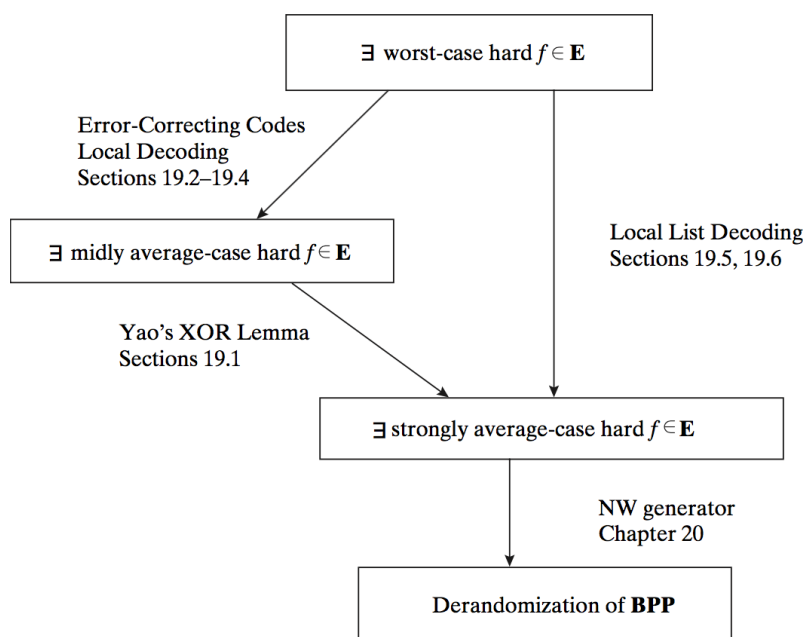 ∃ worst-case hard f ∈ E
Error-Correcting Codes
Local Decoding
Sections 19.2–19.4
∃ midly average-case hard f ∈ E
Local List Decoding
Sections 19.5, 19.6
Yao's XOR Lemma
Sections 19.1
∃ strongly average-case hard f ∈ E
NW generator
Chapter 20
Derandomization of BPP